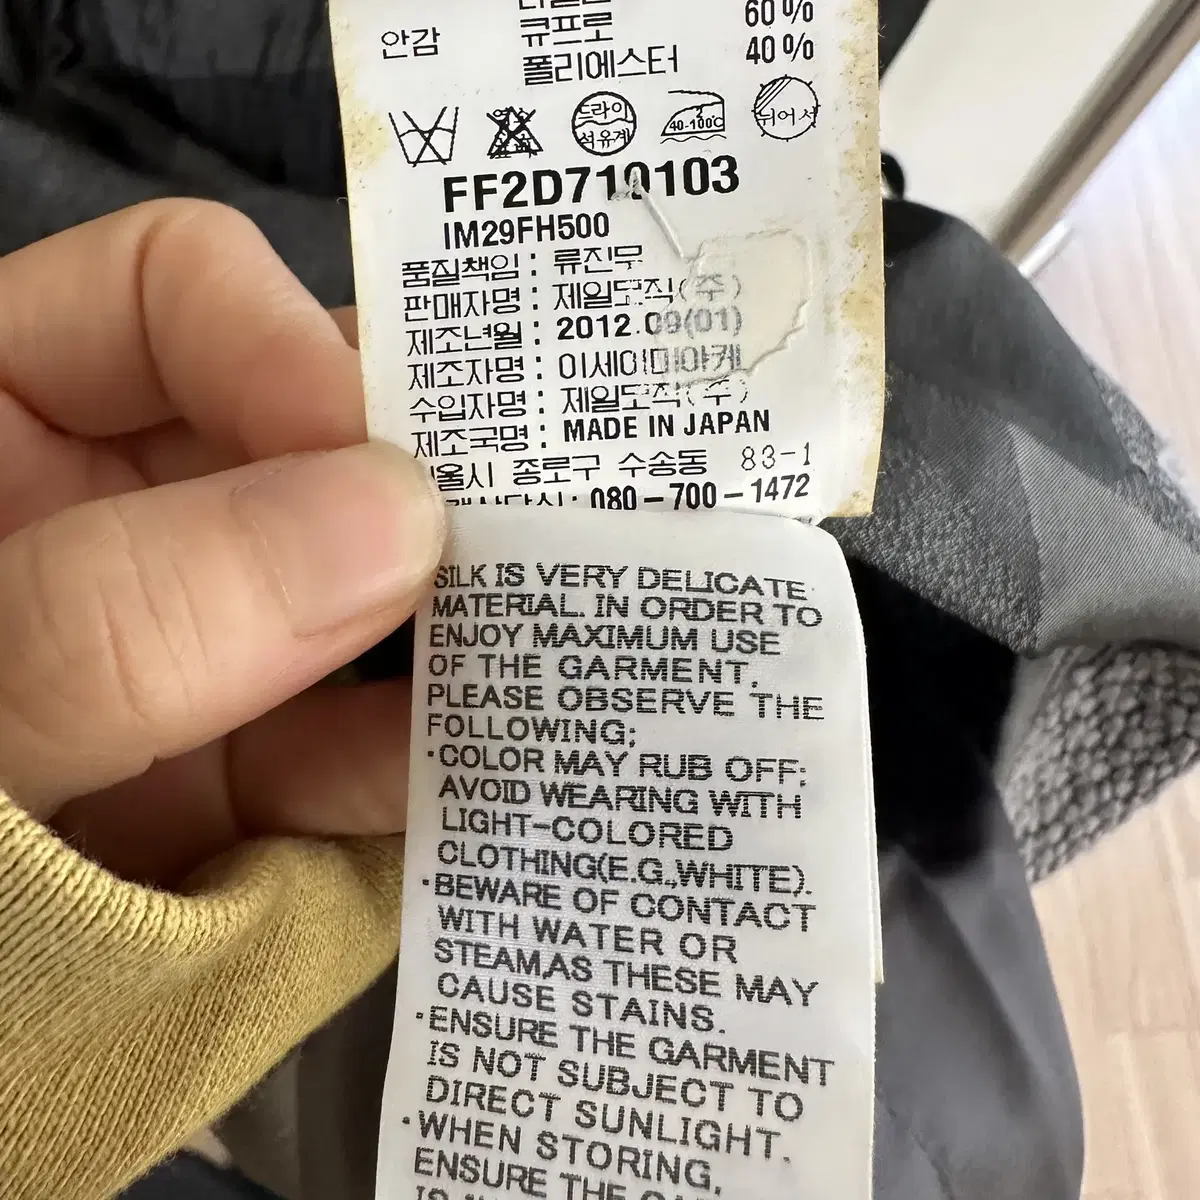 60%
안감 큐프로
폴리에스터 40%
드라이
석유계
40-100℃
뉘어서
FF2D710103
IM29FH500
품질책임 : 류진무
판매자명 : 제일모직(주)
제조년월 : 2012.09(01)
제조자명 : 이세이미야케
수입자명 : 제일모직(주)
제조국명 : MADE IN JAPAN
울시 종로구 수송동 83-1
080-700-1472
SILK IS VERY DELICATE
MATERIAL. IN ORDER TO
ENJOY MAXIMUM USE
OF THE GARMENT,
PLEASE OBSERVE THE
FOLLOWING;
·COLOR MAY RUB OFF;
AVOID WEARING WITH
LIGHT-COLORED
CLOTHING(E.G.,WHITE).
·BEWARE OF CONTACT
WITH WATER OR
STEAM,AS THESE MAY
CAUSE STAINS.
·ENSURE THE GARMENT
IS NOT SUBJECT TO
DIRECT SUNLIGHT.
·WHEN STORING,
ENSURE THE